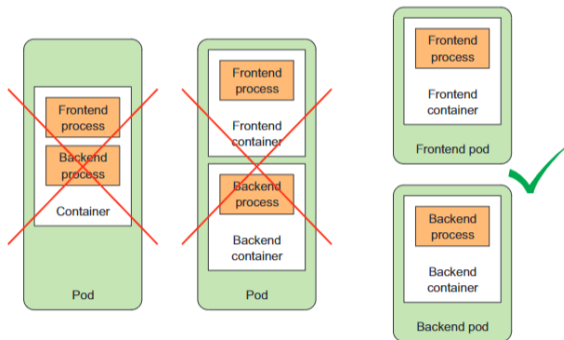 Frontend
process
Backend
process
Container
Pod
Frontend
process
Frontend
container
Backend
process
Backend
container
Pod
Frontend
process
Frontend
container
Frontend pod
Backend
process
Backend
container
Backend pod